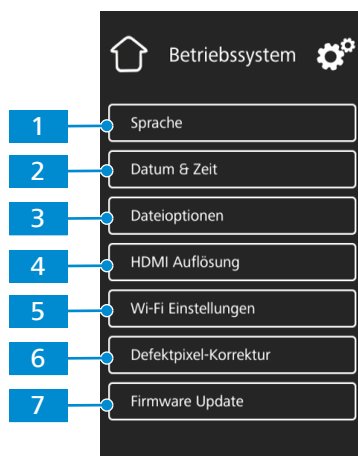 Betriebssystem
1 Sprache
2 Datum & Zeit
3 Dateioptionen
4 HDMI Auflösung
5 Wi-Fi Einstellungen
6 Defektpixel-Korrektur
7 Firmware Update